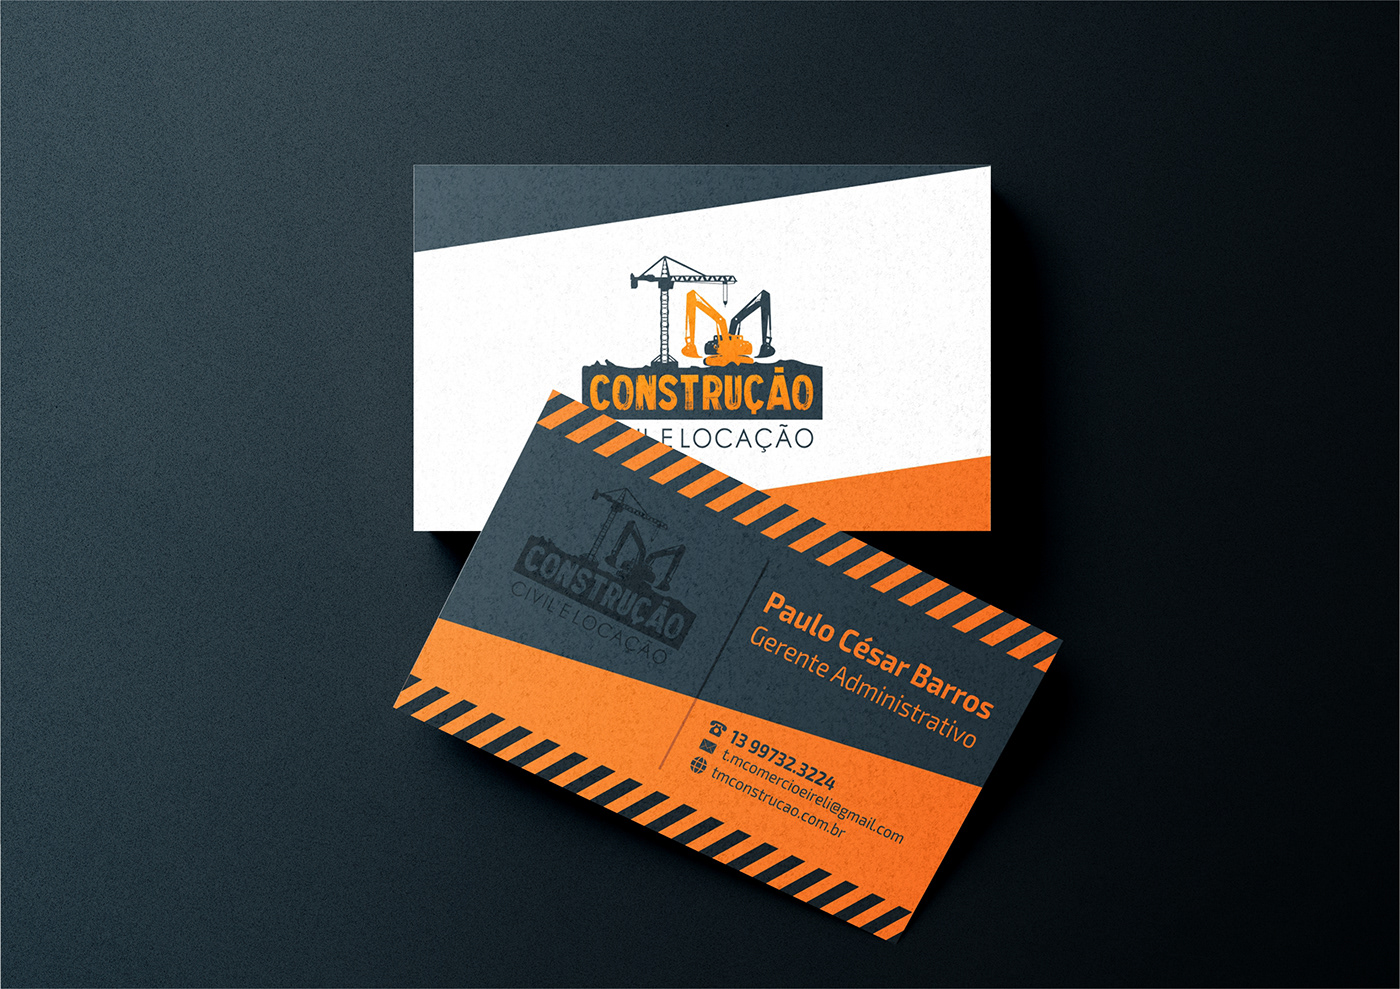 CONSTRUÇÃO
E LOCAÇÃO
CONSTRUÇÃO
CIVIL E LOCAÇÃO
Paulo César Barros
Gerente Administrativo
13 99732.3224
t.mcomercioeireli@gmail.com
tmconstrucao.com.br